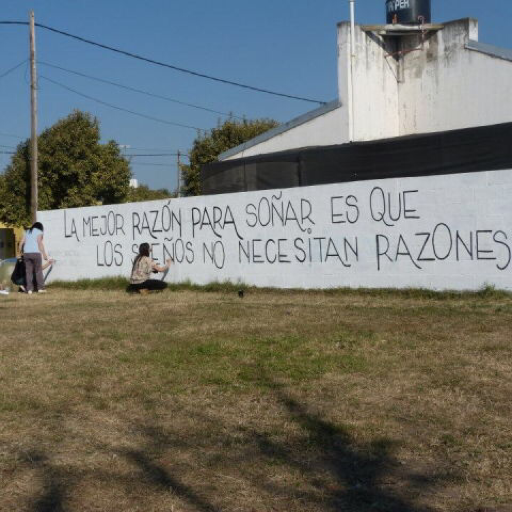 LA MEJOR RAZÓN PARA SOÑAR ES QUE
LOS SUEÑOS NO NECESITAN RAZONES